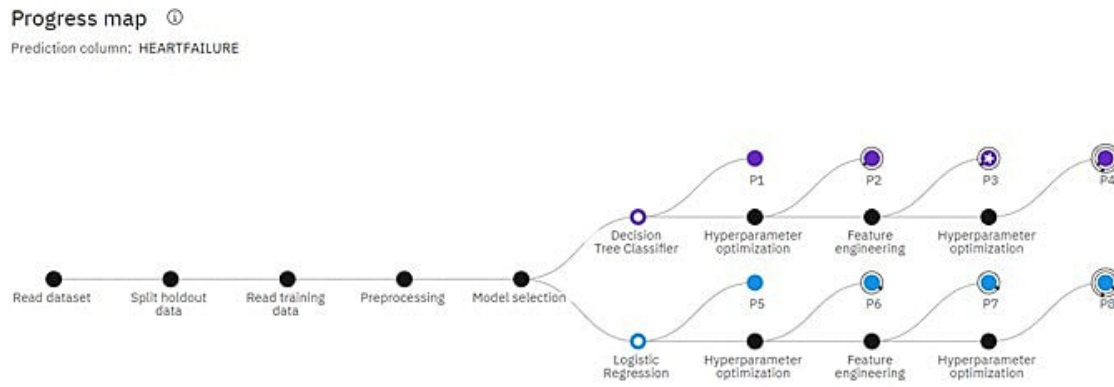 Progress map
Prediction column: HEARTFAILURE
P1
P2
P3
P4
Decision
Tree Classifier
Hyperparameter
optimization
Feature
engineering
Hyperparameter
optimization
Read dataset
Split holdout
data
Read training
data
Preprocessing
Model selection
P5
P6
P7
P8
Logistic
Regression
Hyperparameter
optimization
Feature
engineering
Hyperparameter
optimization